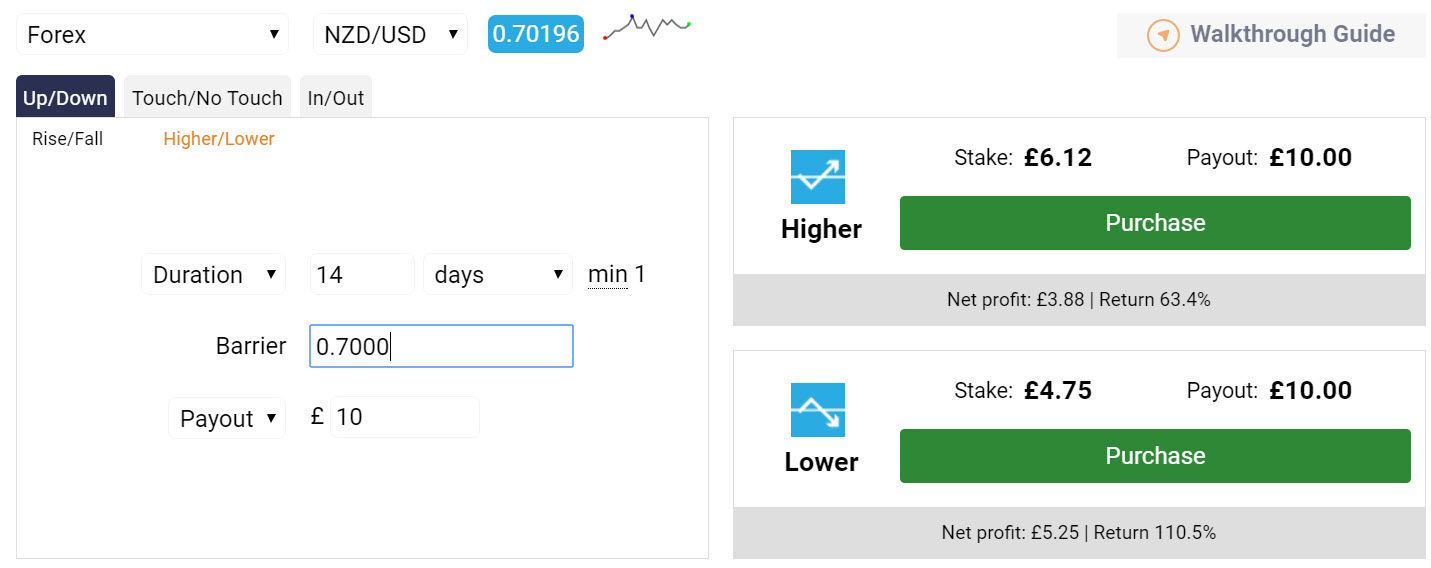 Forex NZD/USD 0.70196 Walkthrough Guide
Up/Down Touch/No Touch In/Out
Rise/Fall Higher/Lower
Duration 14 days min 1
Barrier 0.7000
Payout £ 10
Stake: £6.12 Payout: £10.00
Purchase
Higher
Net profit: £3.88 | Return 63.4%
Stake: £4.75 Payout: £10.00
Purchase
Lower
Net profit: £5.25 | Return 110.5%